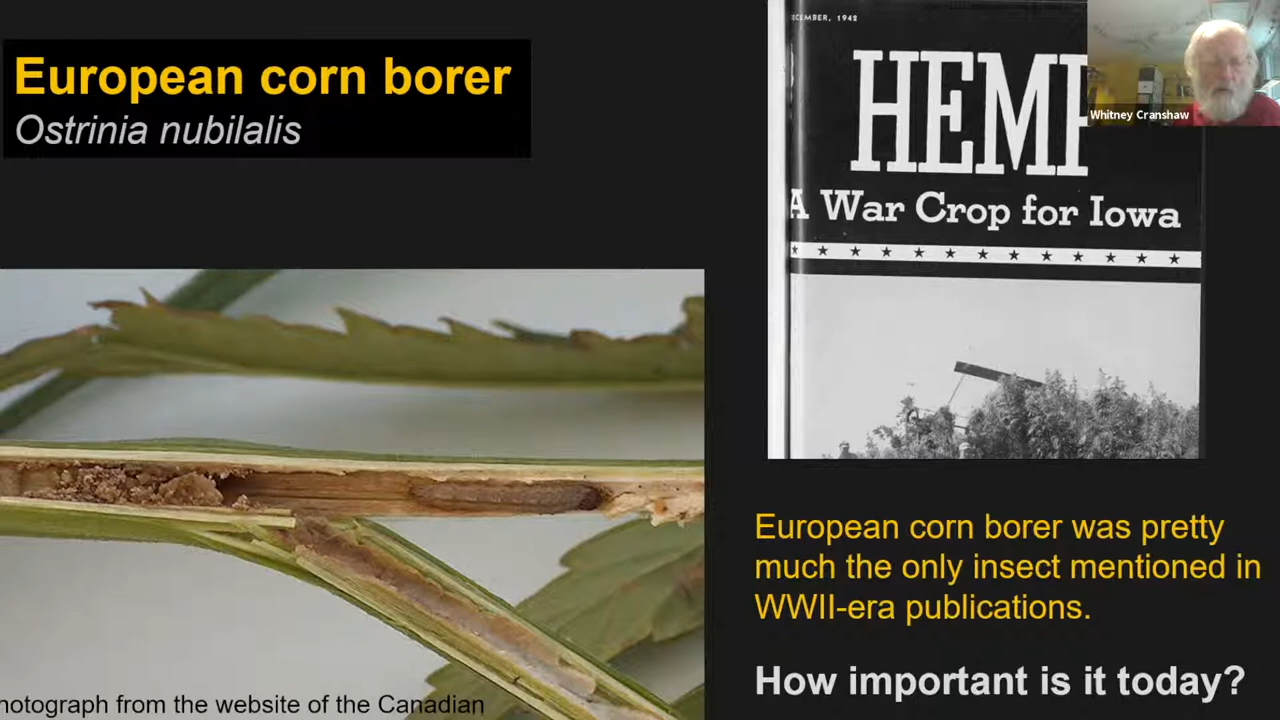 European corn borer
Ostrinia nubilalis
CEMBER, 1942
HEMP
A War Crop for Iowa
Whitney Cranshaw
European corn borer was pretty
much the only insect mentioned in
WWII-era publications.
How important is it today?
hotograph from the website of the Canadian